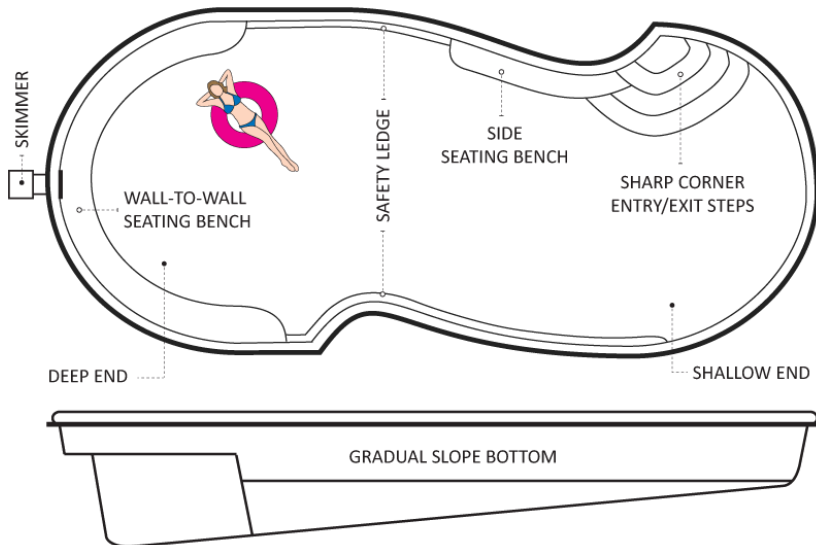 SKIMMER
WALL-TO-WALL
SEATING BENCH
SAFETY LEDGE
SIDE
SEATING BENCH
SHARP CORNER
ENTRY/EXIT STEPS
DEEP END
SHALLOW END
GRADUAL SLOPE BOTTOM